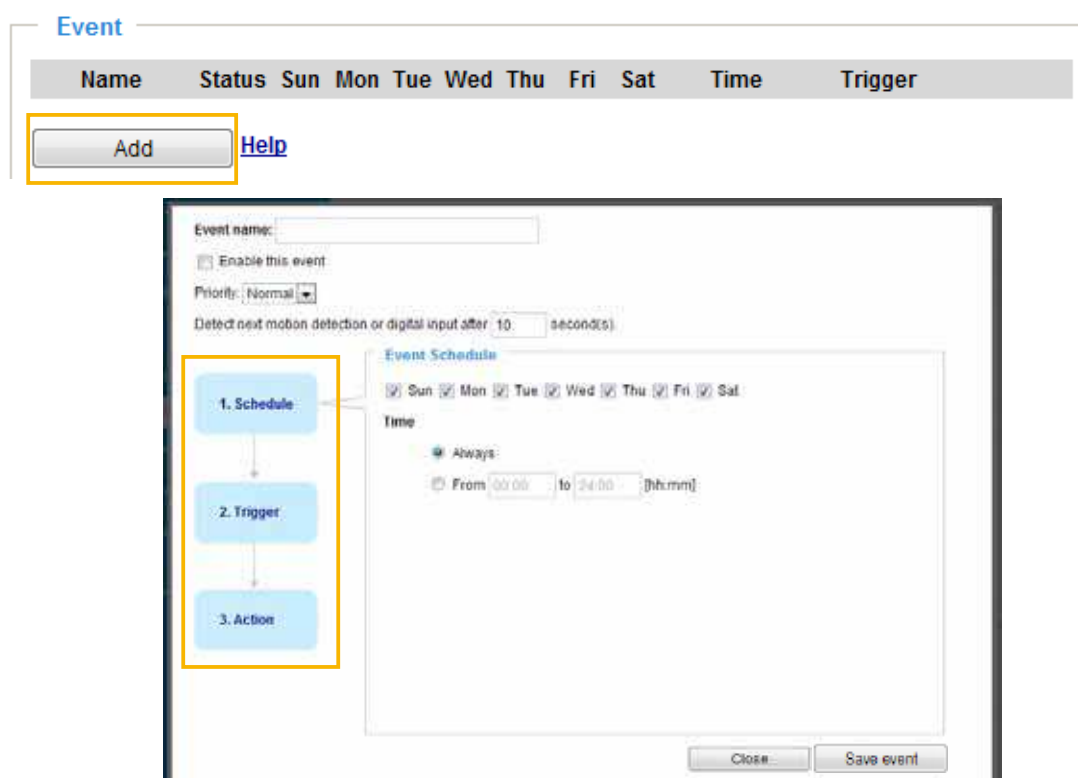 Event
Name Status Sun Mon Tue Wed Thu Fri Sat Time Trigger
Add Help
Event name:
Enable this event
Priority: Normal
Detect next motion detection or digital input after 10 second(s).
Event Schedule
1. Schedule
Sun Mon Tue Wed Thu Fri Sat
Time
Always
From 00:00 to 24:00 [hh:mm]
2. Trigger
3. Action
Close Save event